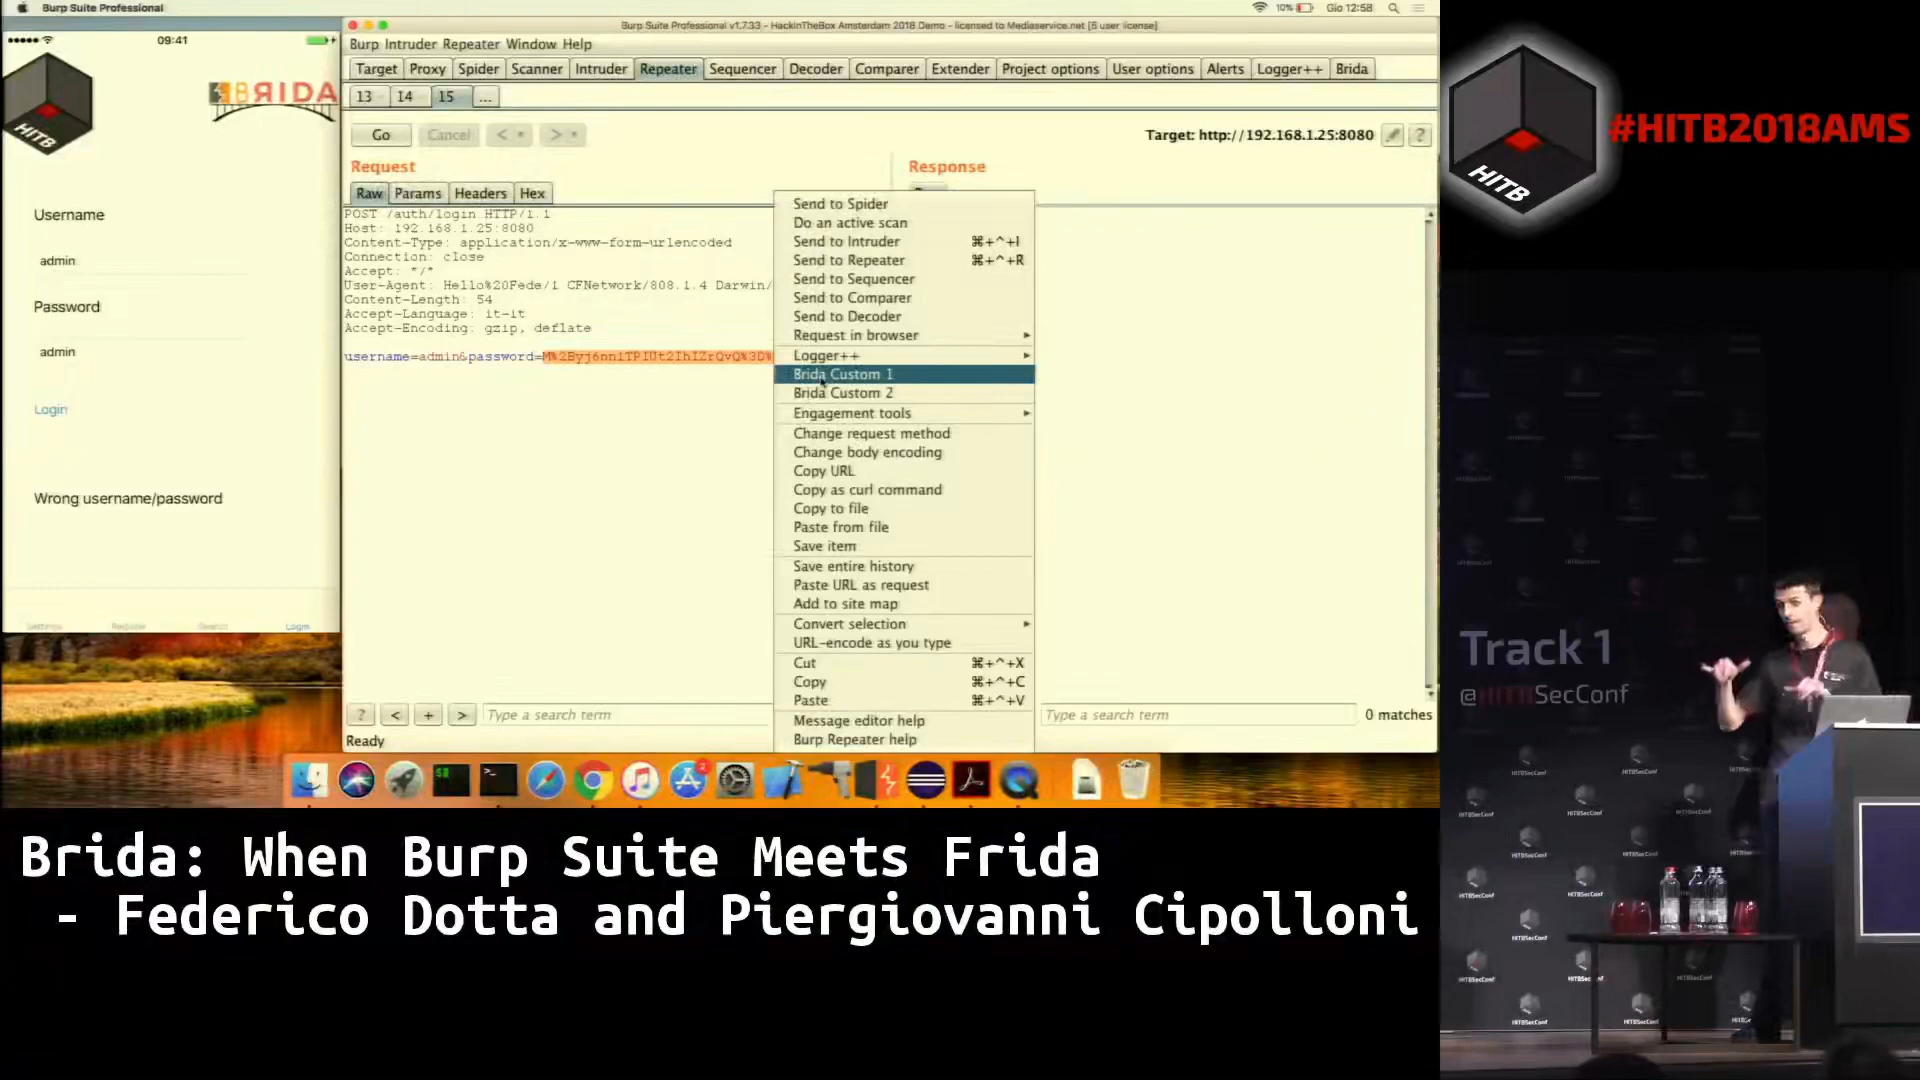 Burp Suite Professional
10%
Gio 12:58
09:41
BRIDA
HITB
Username
admin
Password
admin
Login
Wrong username/password
Login
Burp Suite Professional v1.7.33 - HackInTheBox Amsterdam 2018 Demo - licensed to Mediaservice.net [5 user license]
Burp Intruder Repeater Window Help
Target Proxy Spider Scanner Intruder Repeater Sequencer Decoder Comparer Extender Project options User options Alerts Logger++ Brida
13 14 15 ...
Go Cancel < >
Target: http://192.168.1.25:8080
?
Request
Response
Raw Params Headers Hex
POST /auth/login HTTP/1.1
Host: 192.168.1.25:8080
Content-Type: application/x-www-form-urlencoded
Connection: close
Accept: */*
User-Agent: Hello%20Fede/1 CFNetwork/808.1.4 Darwin/
Content-Length: 54
Accept-Language: it-it
Accept-Encoding: gzip, deflate
username=admin&password=
Send to Spider
Do an active scan
Send to Intruder ⌘+^+I
Send to Repeater ⌘+^+R
Send to Sequencer
Send to Comparer
Send to Decoder
Request in browser
Logger++
Brida Custom 1
Brida Custom 2
Engagement tools
Change request method
Change body encoding
Copy URL
Copy as curl command
Copy to file
Paste from file
Save item
Save entire history
Paste URL as request
Add to site map
Convert selection
URL-encode as you type
Cut ⌘+^+X
Copy ⌘+^+C
Paste ⌘+^+V
Message editor help
Burp Repeater help
? < + > Type a search term
Type a search term
0 matches
Ready
Brida: When Burp Suite Meets Frida
- Federico Dotta and Piergiovanni Cipolloni
HITB
#HITB2018AMS
Track 1
@HITBSecConf